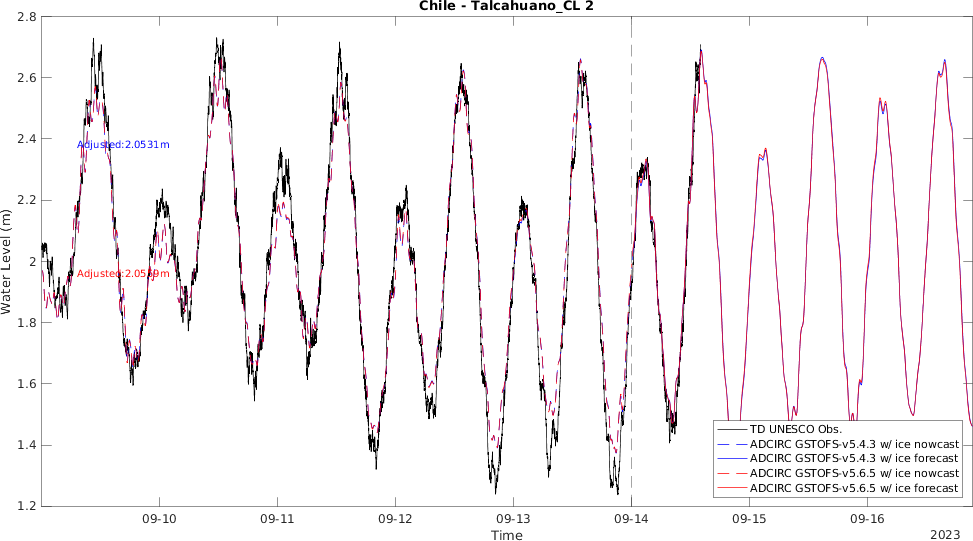 Chile - Talcahuano_CL 2
2.8
2.6
2.4
2.2
2
1.8
1.6
1.4
1.2
Water Level (m)
Adjusted:2.0531m
Adjusted:2.0539m
TD UNESCO Obs.
ADCIRC GSTOFS-v5.4.3 w/ ice nowcast
ADCIRC GSTOFS-v5.4.3 w/ ice forecast
ADCIRC GSTOFS-v5.6.5 w/ ice nowcast
ADCIRC GSTOFS-v5.6.5 w/ ice forecast
09-10 09-11 09-12 09-13 09-14 09-15 09-16
Time
2023